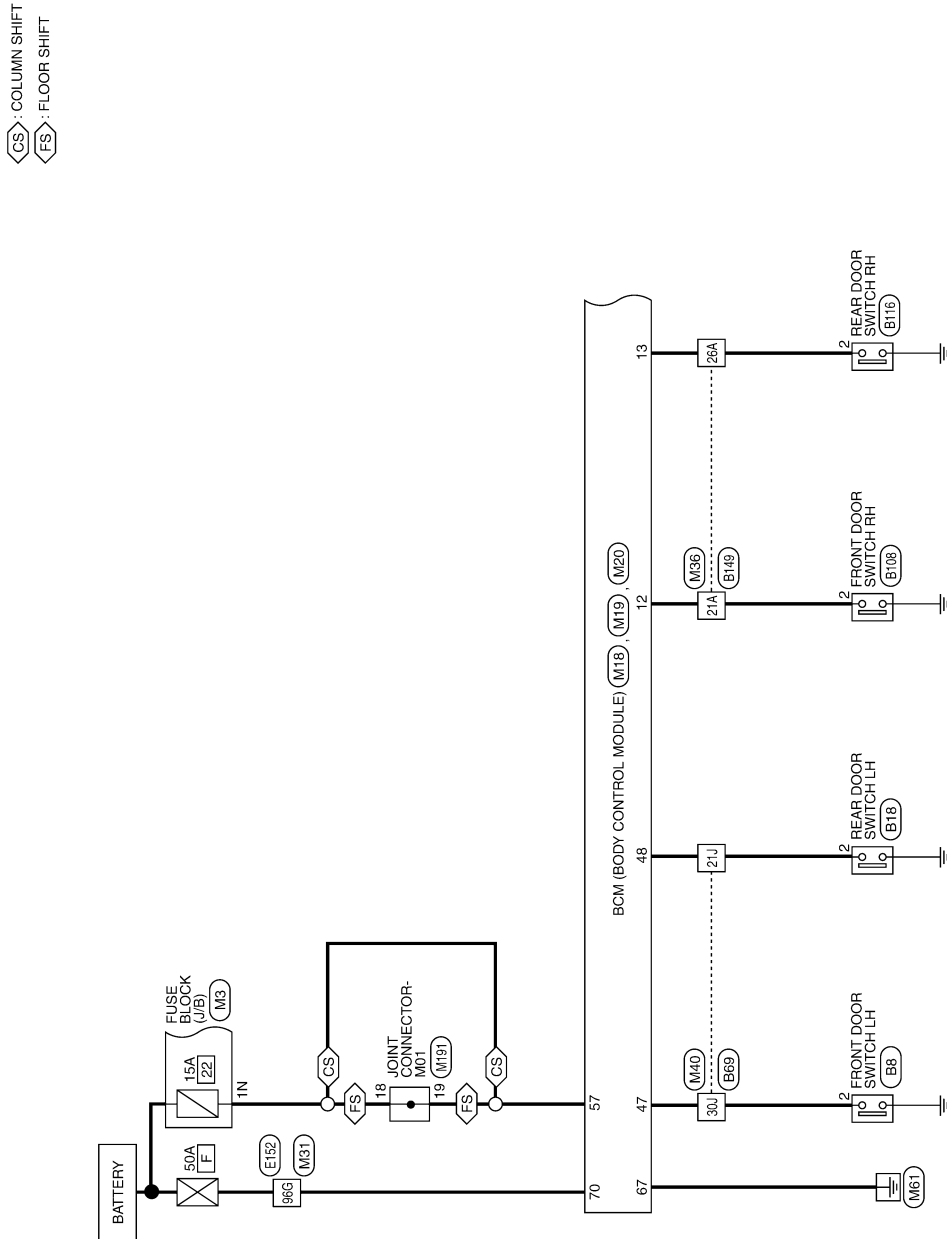 CS : COLUMN SHIFT
FS : FLOOR SHIFT
BATTERY
50A
F
15A
22
FUSE
BLOCK
(J/B)
M3
1N
E152
96G
M31
CS
FS
18
JOINT
CONNECTOR-
M01
M191
19
FS
CS
70
57
BCM (BODY CONTROL MODULE) M18 , M19 , M20
67
47
48
12
13
M40
30J
B69
21J
M36
21A
B149
26A
M61
2
FRONT DOOR
SWITCH LH
B8
2
REAR DOOR
SWITCH LH
B18
2
FRONT DOOR
SWITCH RH
B108
2
REAR DOOR
SWITCH RH
B116